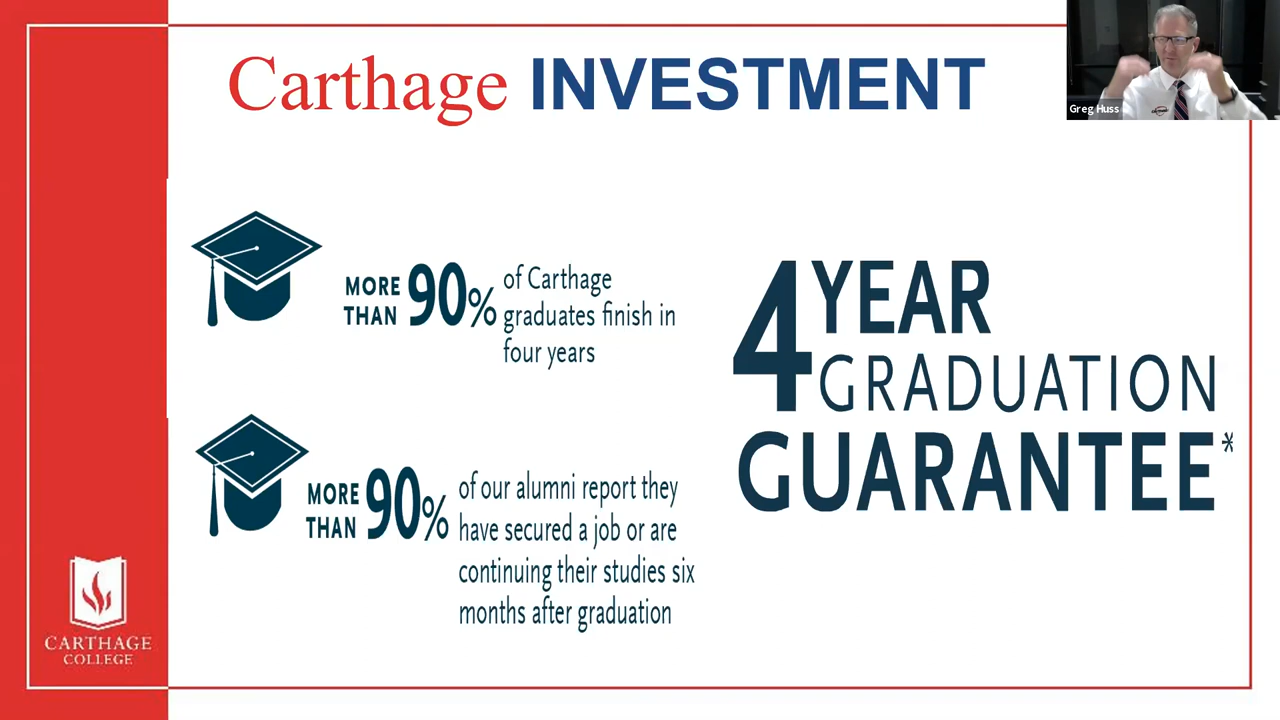 Carthage INVESTMENT
Greg Huss
MORE THAN 90% of Carthage
graduates finish in
four years
MORE THAN 90% of our alumni report they
have secured a job or are
continuing their studies six
months after graduation
4 YEAR
GRADUATION
GUARANTEE*
CARTHAGE
COLLEGE